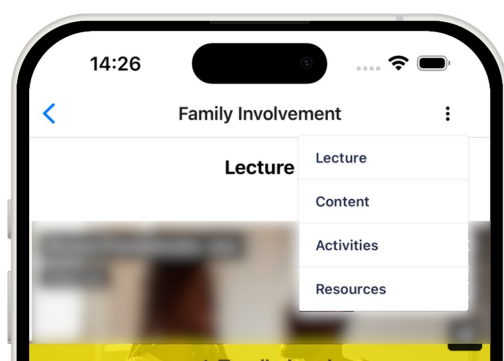 14:26
Family Involvement
Lecture
Lecture
Content
Activities
Resources